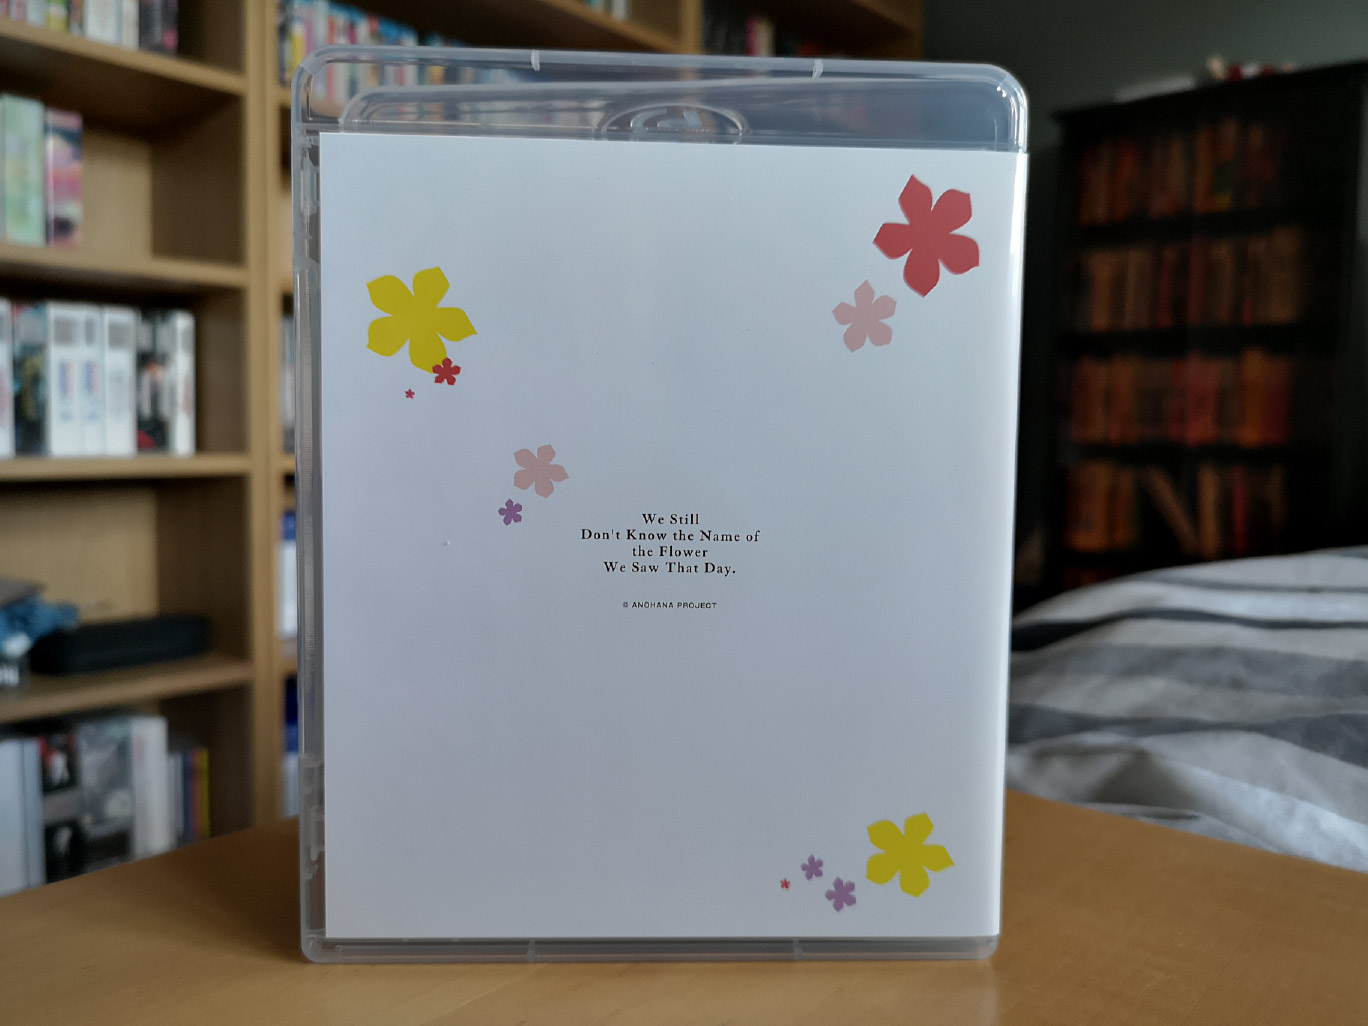 We Still
Don't Know the Name of
the Flower
We Saw That Day.
© ANOHANA PROJECT